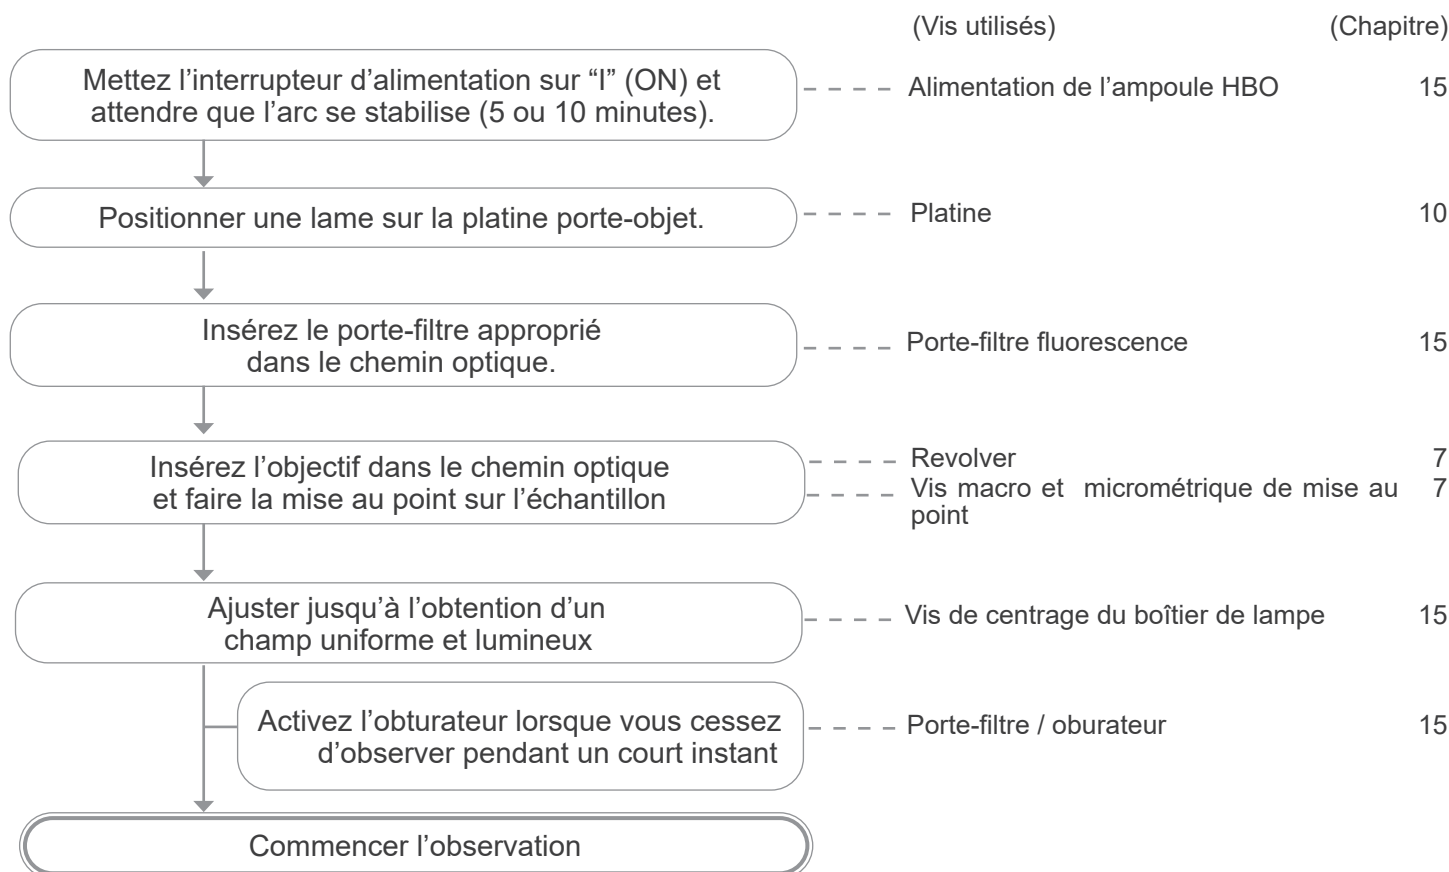 (Vis utilisés) (Chapitre)
Mettez l’interrupteur d’alimentation sur “I” (ON) et
attendre que l’arc se stabilise (5 ou 10 minutes).
Alimentation de l’ampoule HBO 15
Positionner une lame sur la platine porte-objet.
Platine 10
Insérez le porte-filtre approprié
dans le chemin optique.
Porte-filtre fluorescence 15
Insérez l’objectif dans le chemin optique
et faire la mise au point sur l’échantillon
Revolver 7
Vis macro et micrométrique de mise au 7
point
Ajuster jusqu’à l’obtention d’un
champ uniforme et lumineux
Vis de centrage du boîtier de lampe 15
Activez l’obturateur lorsque vous cessez
d’observer pendant un court instant
Porte-filtre / oburateur 15
Commencer l’observation